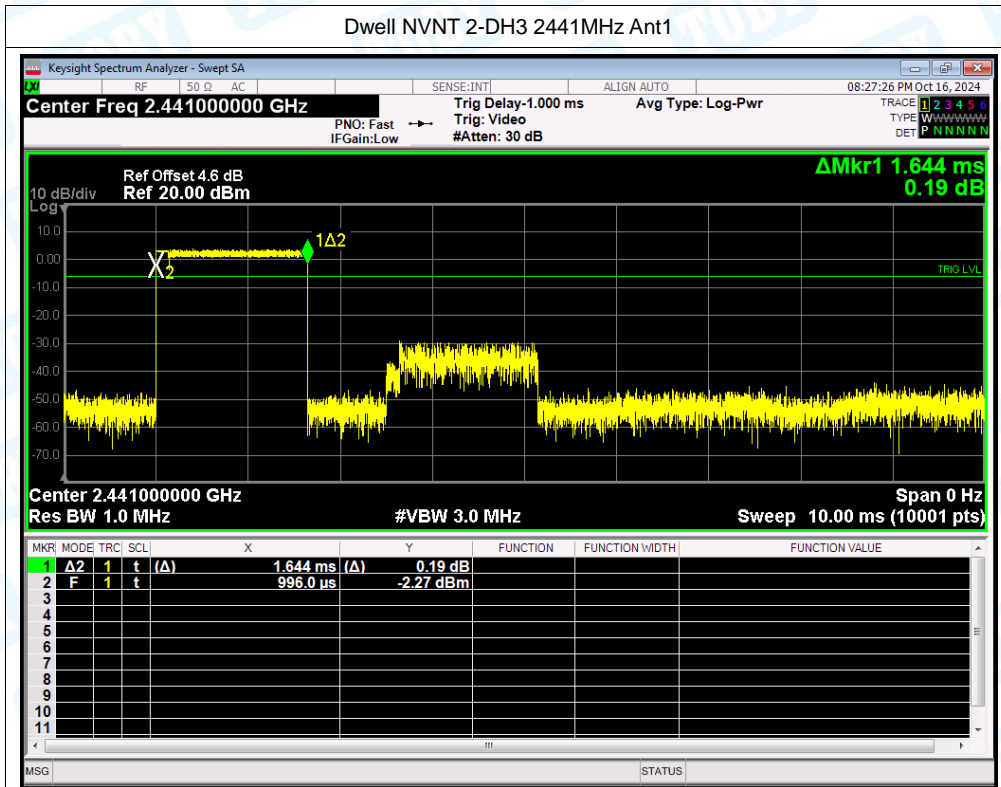 Dwell NVNT 2-DH3 2441MHz Ant1
Keysight Spectrum Analyzer - Swept SA
LXI RF 50 Ω AC SENSE:INT ALIGN AUTO 08:27:26 PM Oct 16, 2024
Center Freq 2.441000000 GHz
Trig Delay-1.000 ms Avg Type: Log-Pwr
TRACE 1 2 3 4 5 6
PNO: Fast Trig: Video
TYPE WWWWWW
IFGain:Low #Atten: 30 dB
DET P N N N N N
ΔMkr1 1.644 ms
0.19 dB
Ref Offset 4.6 dB
10 dB/div Ref 20.00 dBm
Log
10.0
1Δ2
0.00
2
TRIG LVL
-10.0
-20.0
-30.0
-40.0
-50.0
-60.0
-70.0
Center 2.441000000 GHz Span 0 Hz
Res BW 1.0 MHz #VBW 3.0 MHz Sweep 10.00 ms (10001 pts)
MKR MODE TRC SCL X Y FUNCTION FUNCTION WIDTH FUNCTION VALUE
1 Δ2 1 t (Δ) 1.644 ms (Δ) 0.19 dB
2 F 1 t 996.0 µs -2.27 dBm
3
4
5
6
7
8
9
10
11
MSG STATUS